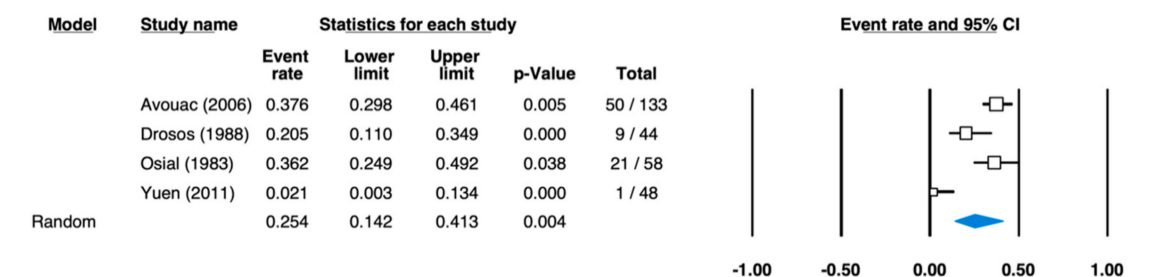 Model Study name Statistics for each study Event rate and 95% CI
Event Lower Upper
rate limit limit p-Value Total
Avouac (2006) 0.376 0.298 0.461 0.005 50 / 133
Drosos (1988) 0.205 0.110 0.349 0.000 9 / 44
Osial (1983) 0.362 0.249 0.492 0.038 21 / 58
Yuen (2011) 0.021 0.003 0.134 0.000 1 / 48
Random 0.254 0.142 0.413 0.004
-1.00 -0.50 0.00 0.50 1.00